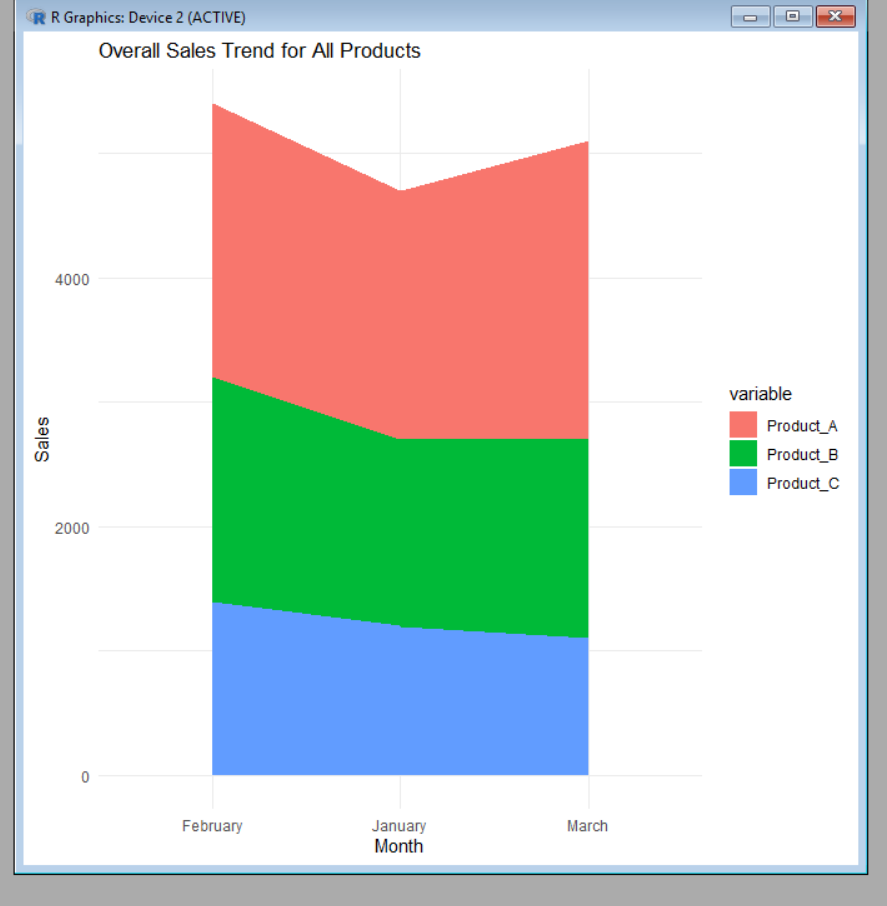 R Graphics: Device 2 (ACTIVE)
Overall Sales Trend for All Products
4000
2000
0
Sales
February January March
Month
variable
Product_A
Product_B
Product_C